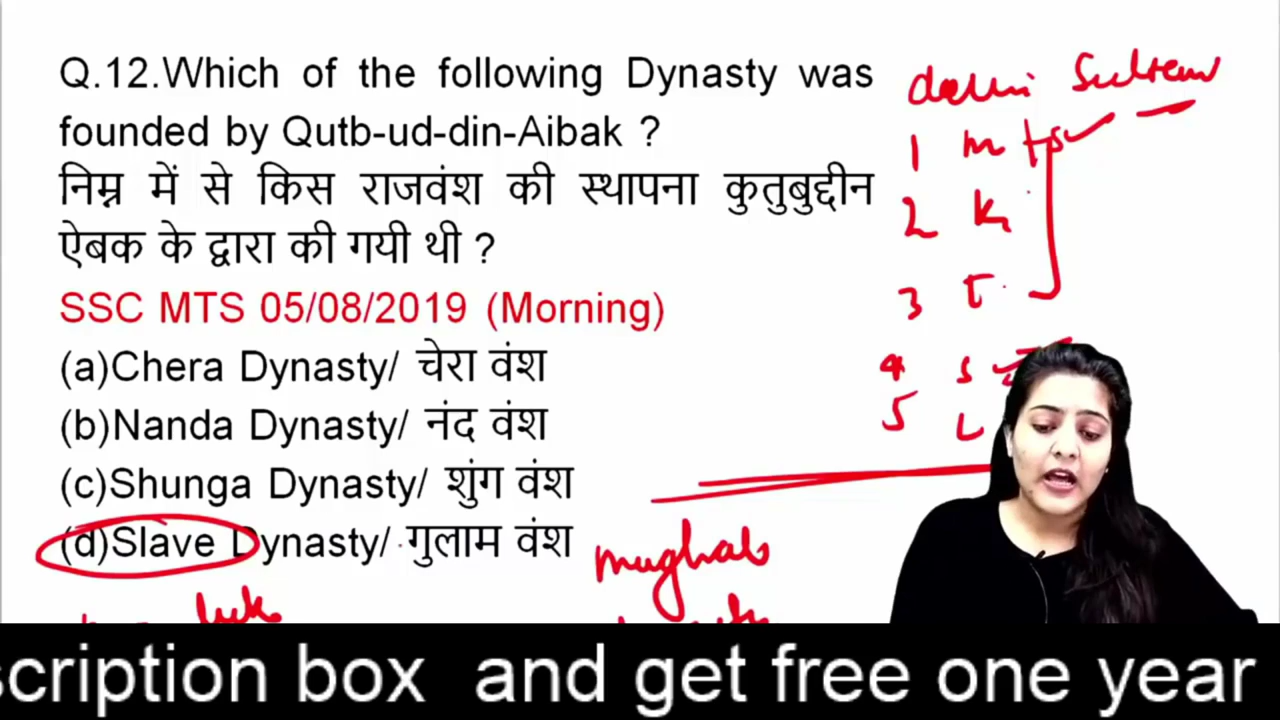 Q.12.Which of the following Dynasty was
founded by Qutb-ud-din-Aibak ?
निम्न में से किस राजवंश की स्थापना कुतुबुद्दीन
ऐबक के द्वारा की गयी थी ?
SSC MTS 05/08/2019 (Morning)
(a)Chera Dynasty/ चेरा वंश
(b)Nanda Dynasty/ नंद वंश
(c)Shunga Dynasty/ शुंग वंश
(d)Slave Dynasty/ गुलाम वंश
1 m
2 K
3 T
4 S
5 L
mughals
scription box and get free one year